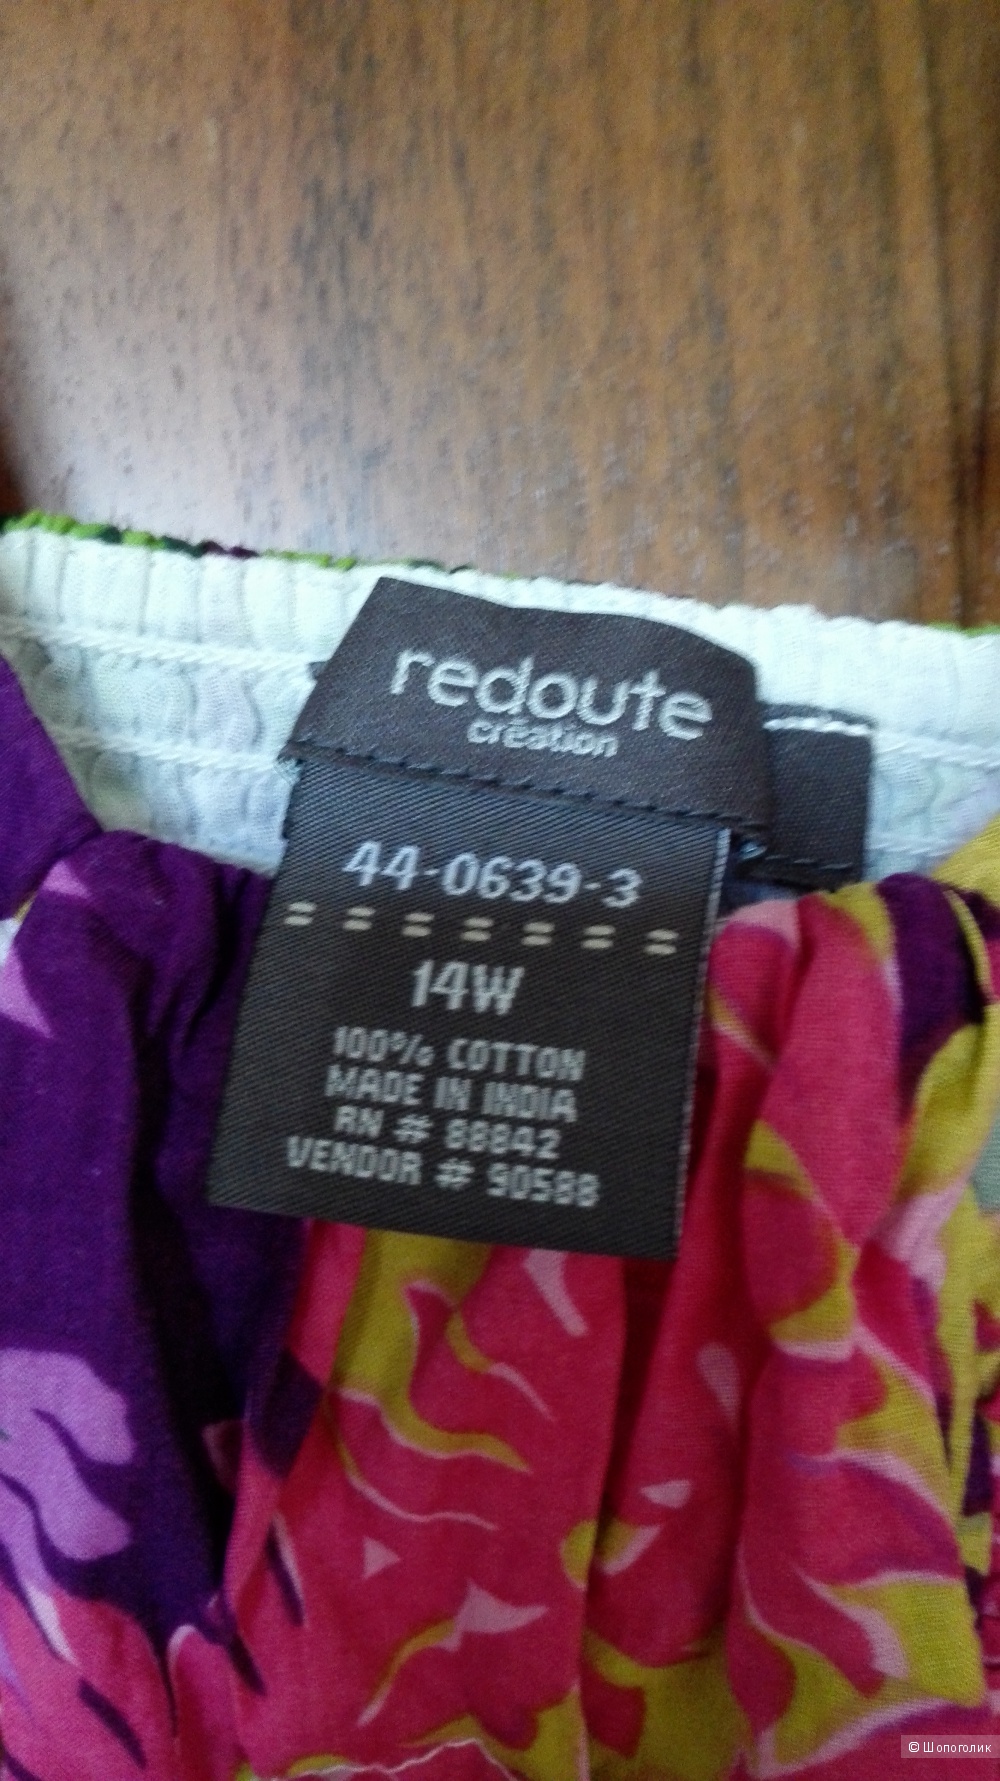 redoute
création
44-0639-3
= = = = = = =
14W
100% COTTON
MADE IN INDIA
RN # 88842
VENDOR # 90588
© Шопоголик